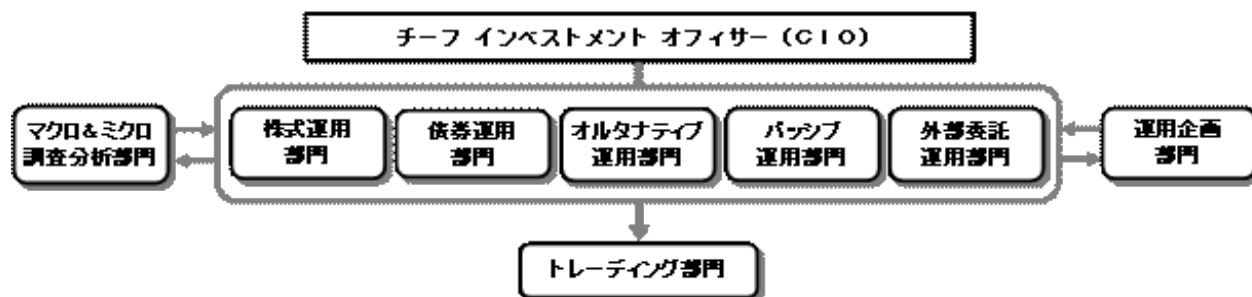 チーフ インベストメント オフィサー（ＣＩＯ）
マクロ＆ミクロ
調査分析部門
株式運用
部門
債券運用
部門
オルタナティブ
運用部門
パッシブ
運用部門
外部委託
運用部門
運用企画
部門
トレーディング部門